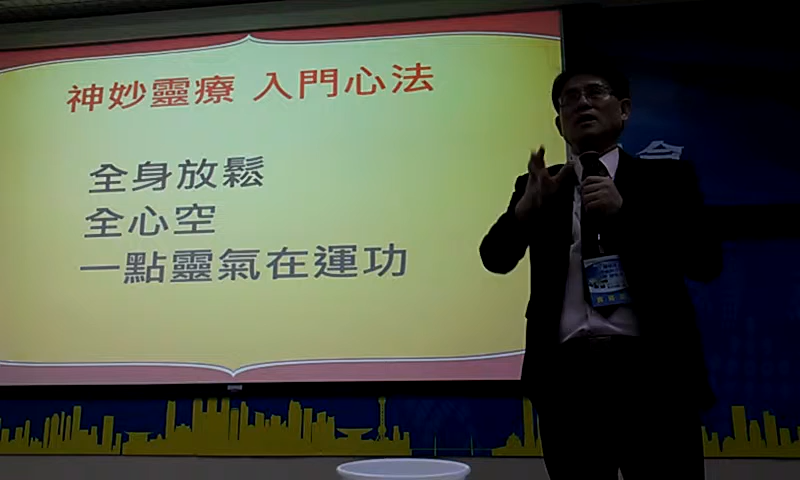 神妙靈療 入門心法
全身放鬆
全心空
一點靈氣在運功
會